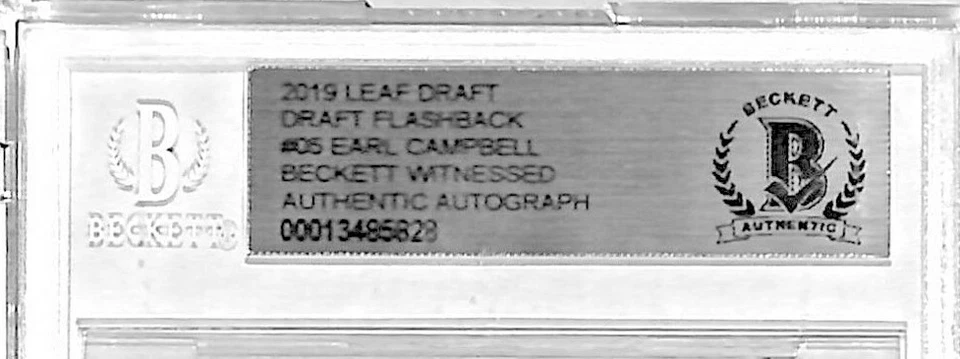 2019 LEAF DRAFT
DRAFT FLASHBACK
#05 EARL CAMPBELL
BECKETT WITNESSED
AUTHENTIC AUTOGRAPH
00013485828
B
BECKETT®
BECKETT
B
AUTHENTIC